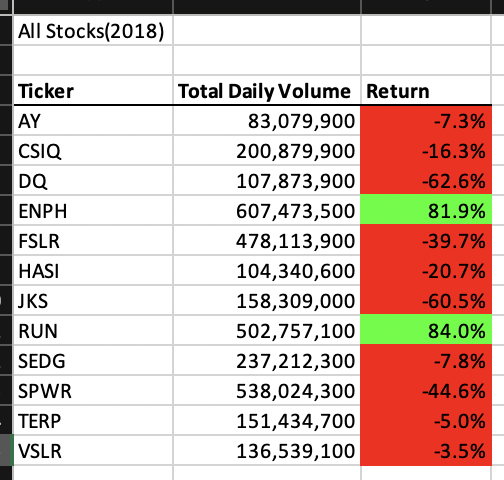 All Stocks(2018)
Ticker Total Daily Volume Return
AY 83,079,900 -7.3%
CSIQ 200,879,900 -16.3%
DQ 107,873,900 -62.6%
ENPH 607,473,500 81.9%
FSLR 478,113,900 -39.7%
HASI 104,340,600 -20.7%
JKS 158,309,000 -60.5%
RUN 502,757,100 84.0%
SEDG 237,212,300 -7.8%
SPWR 538,024,300 -44.6%
TERP 151,434,700 -5.0%
VSLR 136,539,100 -3.5%